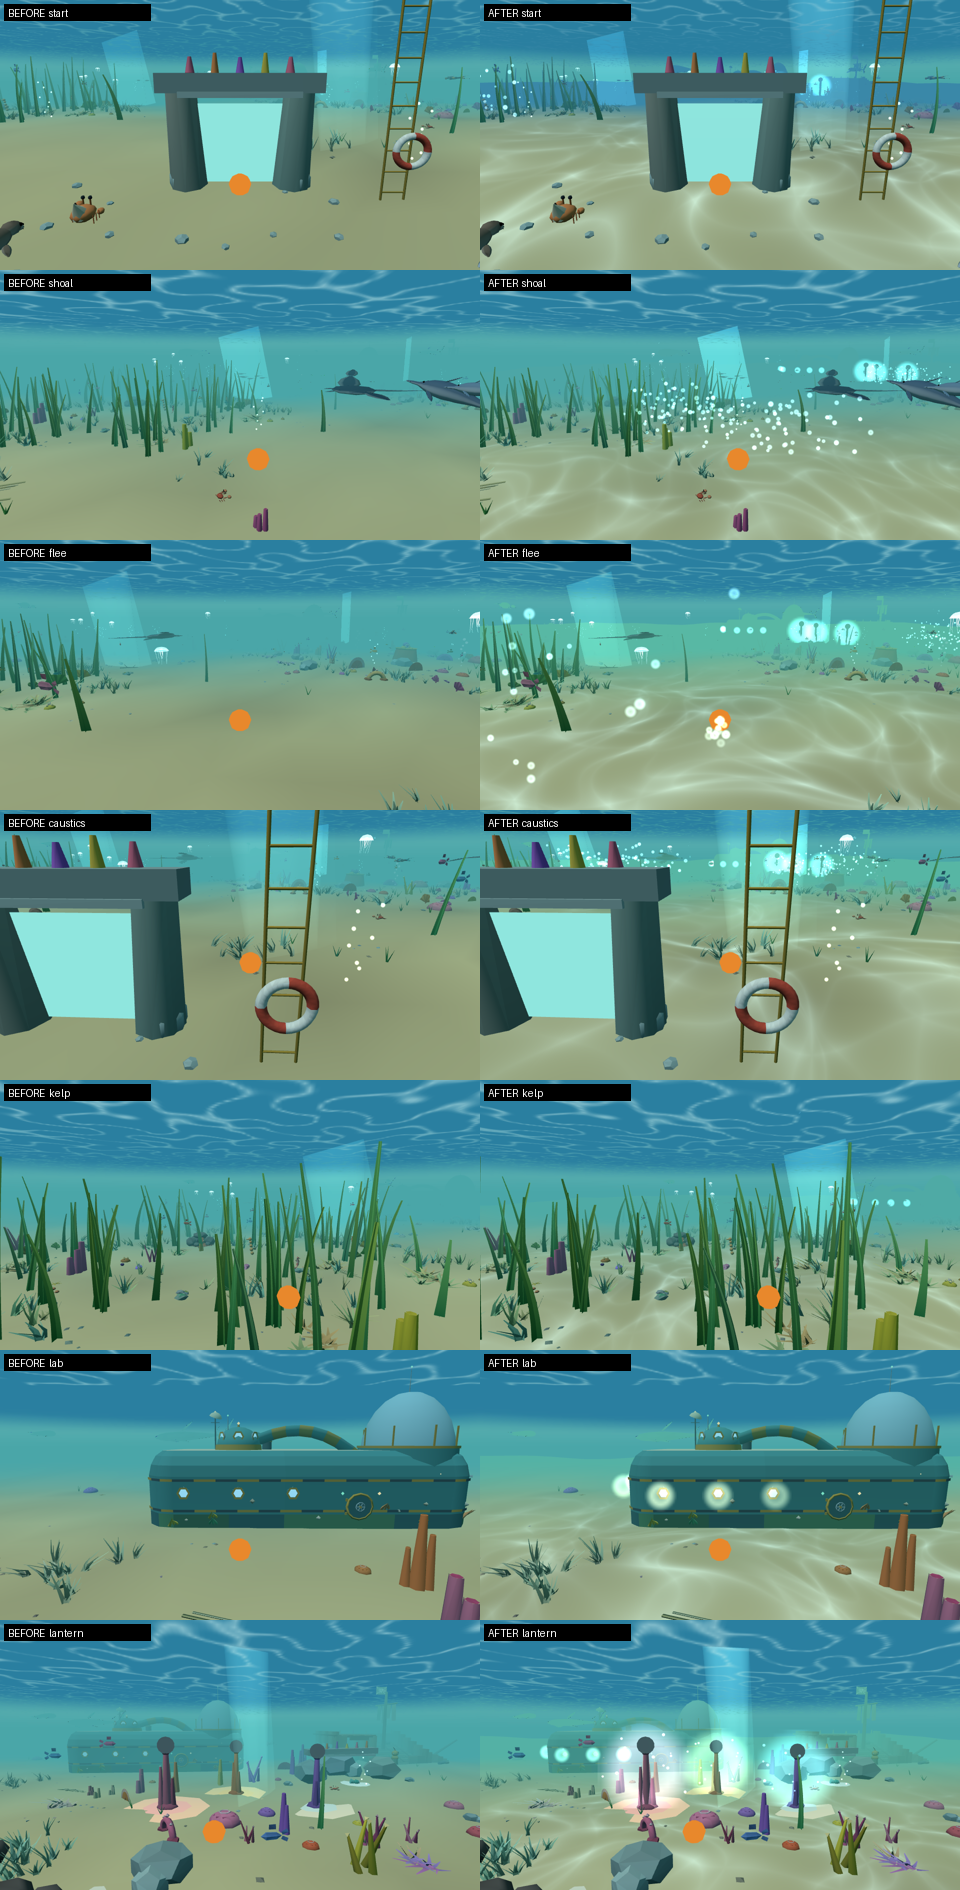 BEFORE start
AFTER start
BEFORE shoal
AFTER shoal
BEFORE flee
AFTER flee
BEFORE caustics
AFTER caustics
BEFORE kelp
AFTER kelp
BEFORE lab
AFTER lab
BEFORE lantern
AFTER lantern